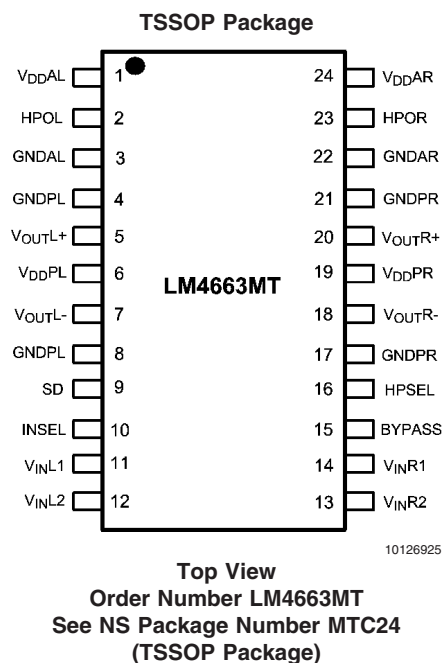 TSSOP Package
VDDAL 1 24 VDDAR
HPOL 2 23 HPOR
GNDAL 3 22 GNDAR
GNDPL 4 21 GNDPR
VOUTL+ 5 20 VOUTR+
VDDPL 6 19 VDDPR
LM4663MT
VOUTL- 7 18 VOUTR-
GNDPL 8 17 GNDPR
SD 9 16 HPSEL
INSEL 10 15 BYPASS
VINL1 11 14 VINR1
VINL2 12 13 VINR2
10126925
Top View
Order Number LM4663MT
See NS Package Number MTC24
(TSSOP Package)